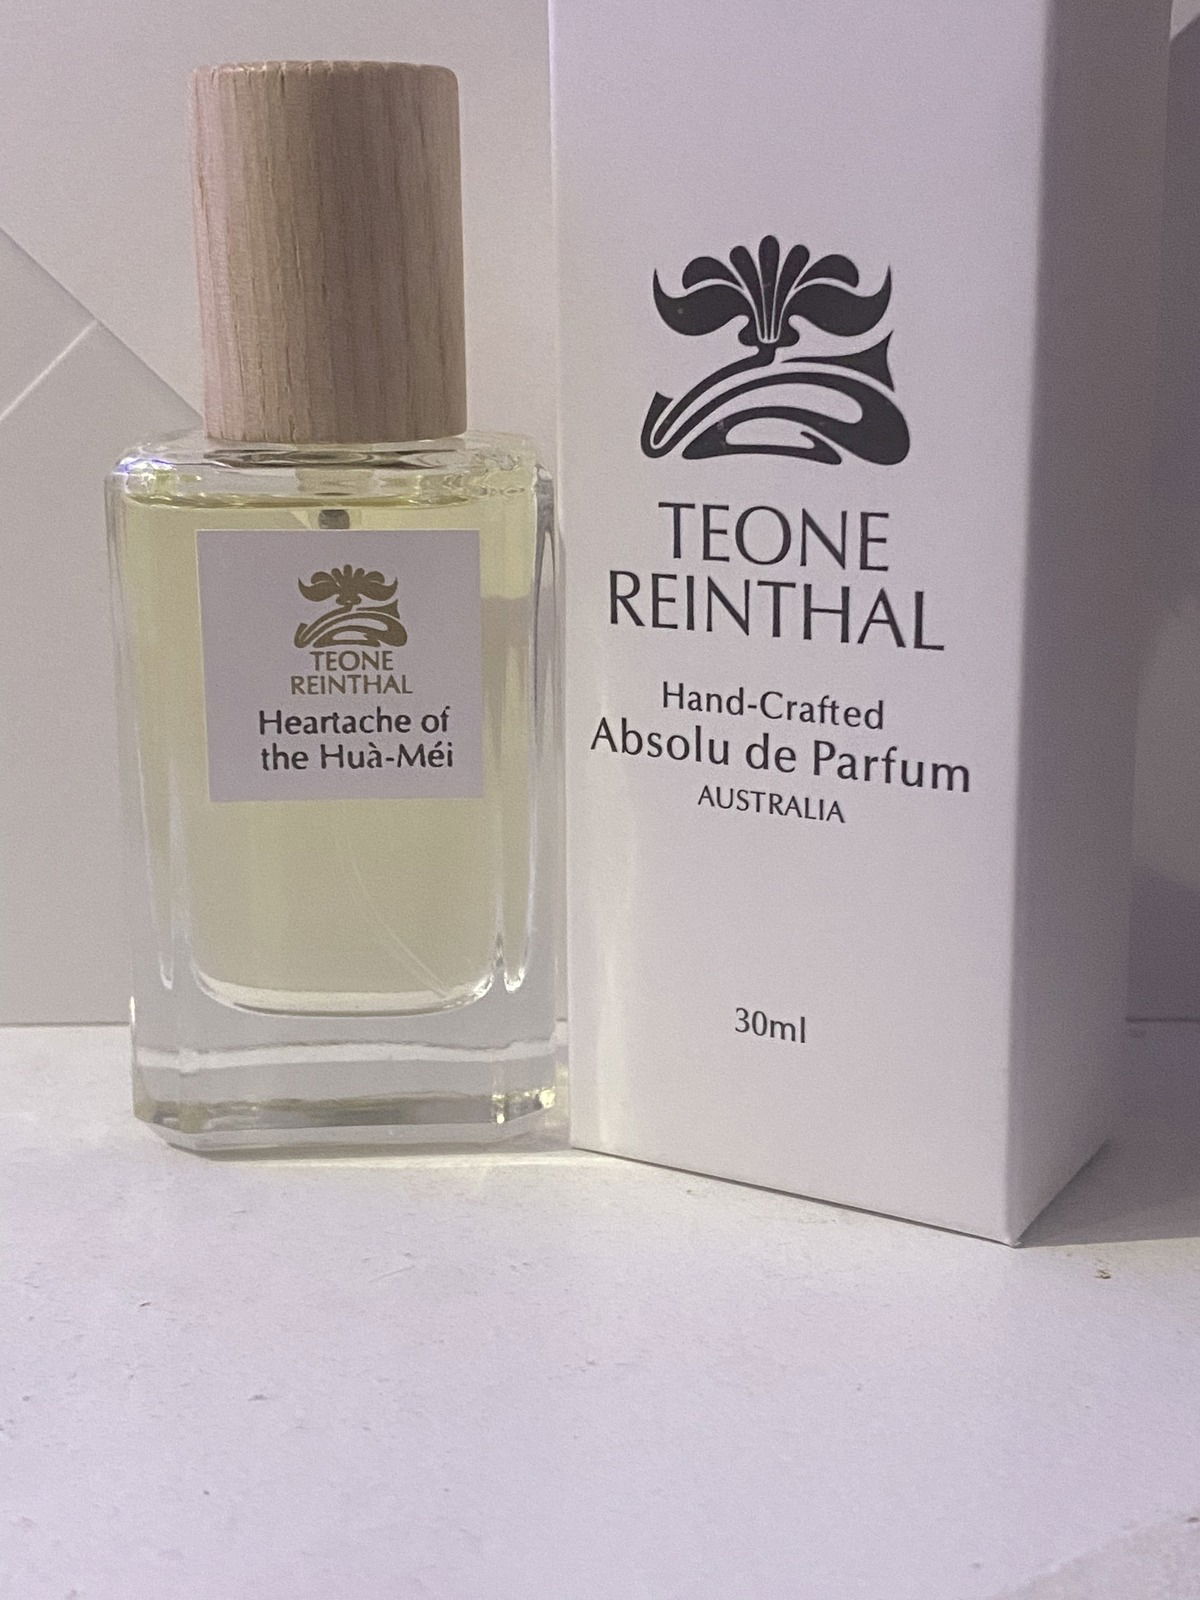 TEONE
REINTHAL
Heartache of
the Huà-Méi
TEONE
REINTHAL
Hand-Crafted
Absolu de Parfum
AUSTRALIA
30ml